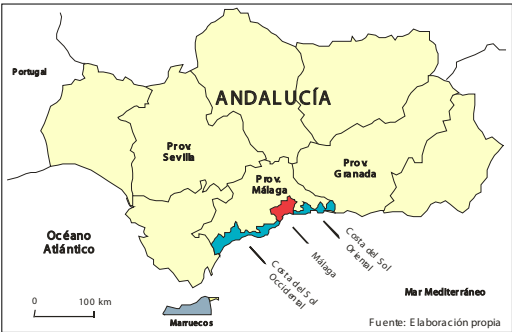 Portugal
ANDALUCÍA
Prov.
Sevilla
Prov.
Granada
Prov.
Málaga
Océano
Atlántico
Costa del Sol
Oriental
Málaga
Costa del Sol
Occidental
Mar Mediterráneo
0 100 km
Marruecos
Fuente: Elaboración propia